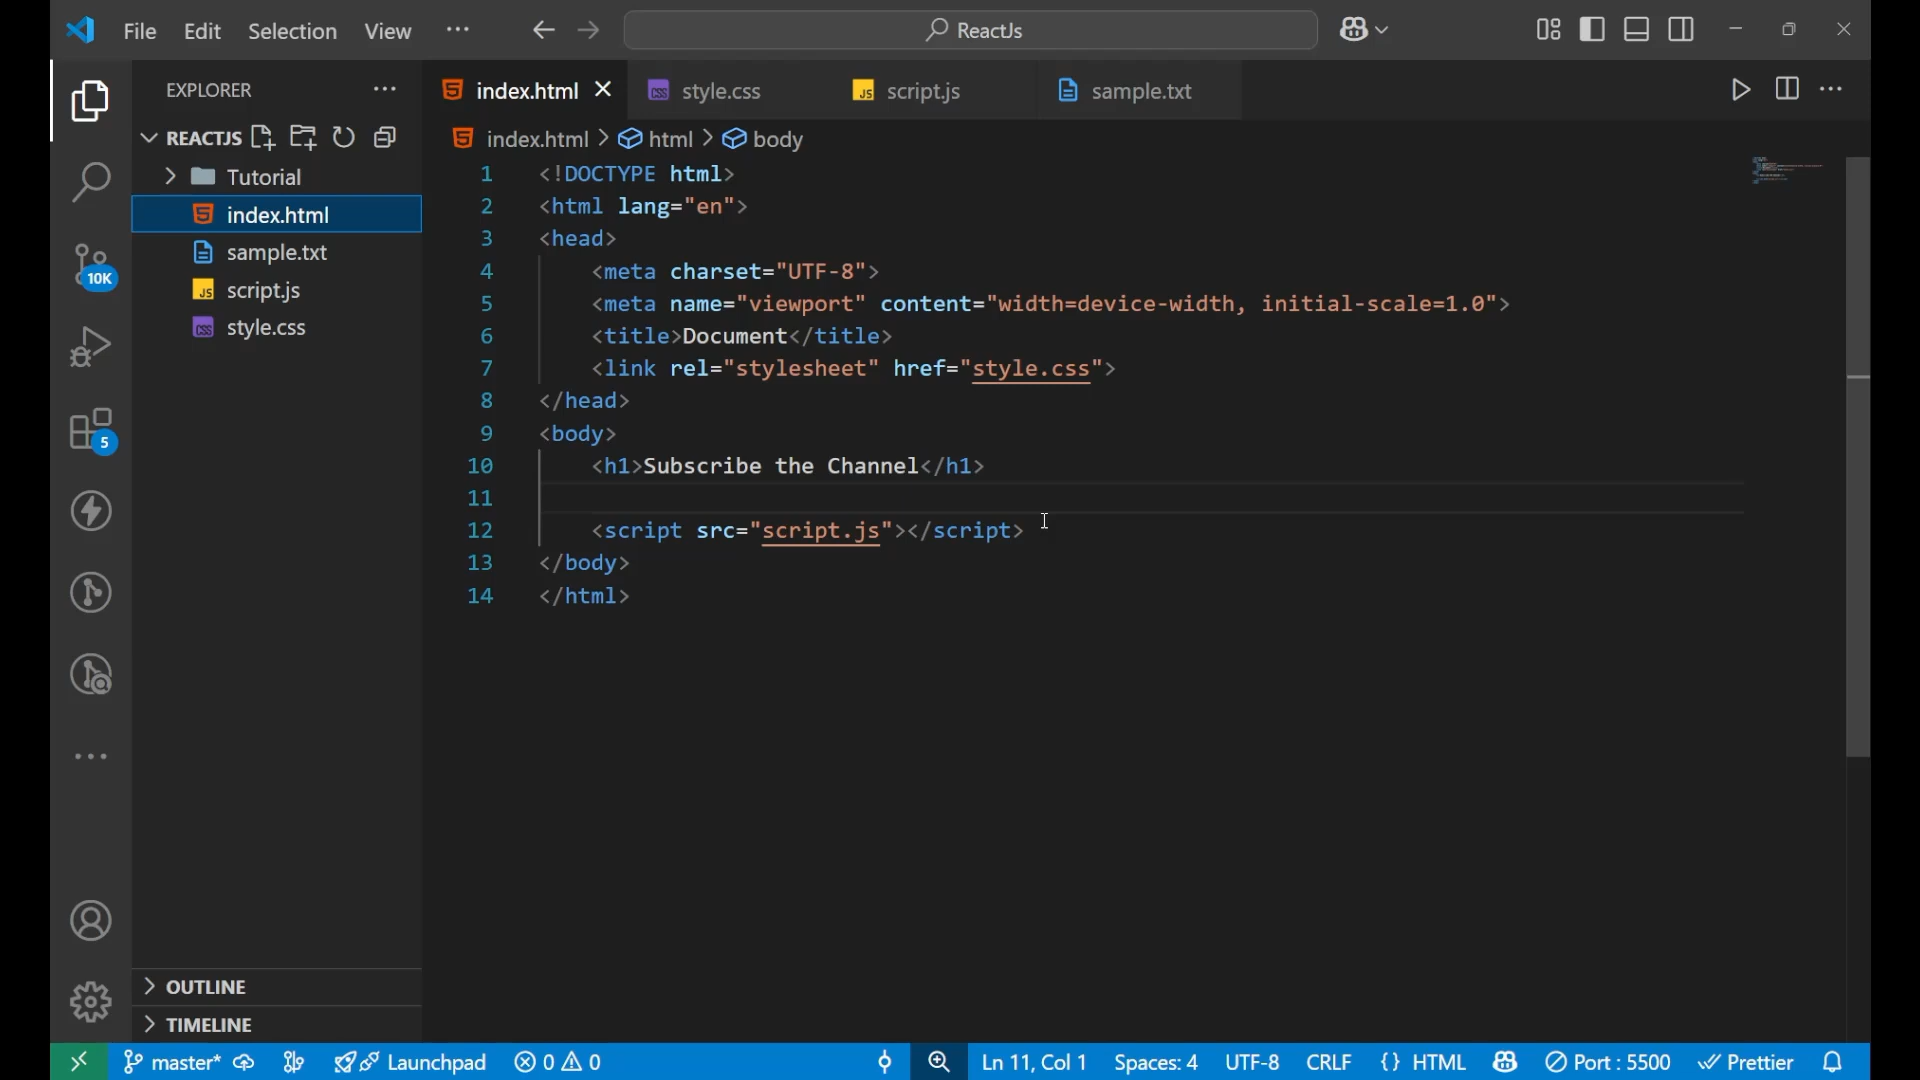 File Edit Selection View ReactJs
EXPLORER
REACTJS
Tutorial
index.html
sample.txt
script.js
style.css
OUTLINE
TIMELINE
10K
5
index.html style.css script.js sample.txt
index.html > html > body
1 <!DOCTYPE html>
2 <html lang="en">
3 <head>
4 <meta charset="UTF-8">
5 <meta name="viewport" content="width=device-width, initial-scale=1.0">
6 <title>Document</title>
7 <link rel="stylesheet" href="style.css">
8 </head>
9 <body>
10 <h1>Subscribe the Channel</h1>
11
12 <script src="script.js"></script>
13 </body>
14 </html>
master* Launchpad 0 0 Ln 11, Col 1 Spaces: 4 UTF-8 CRLF {} HTML Port : 5500 Prettier